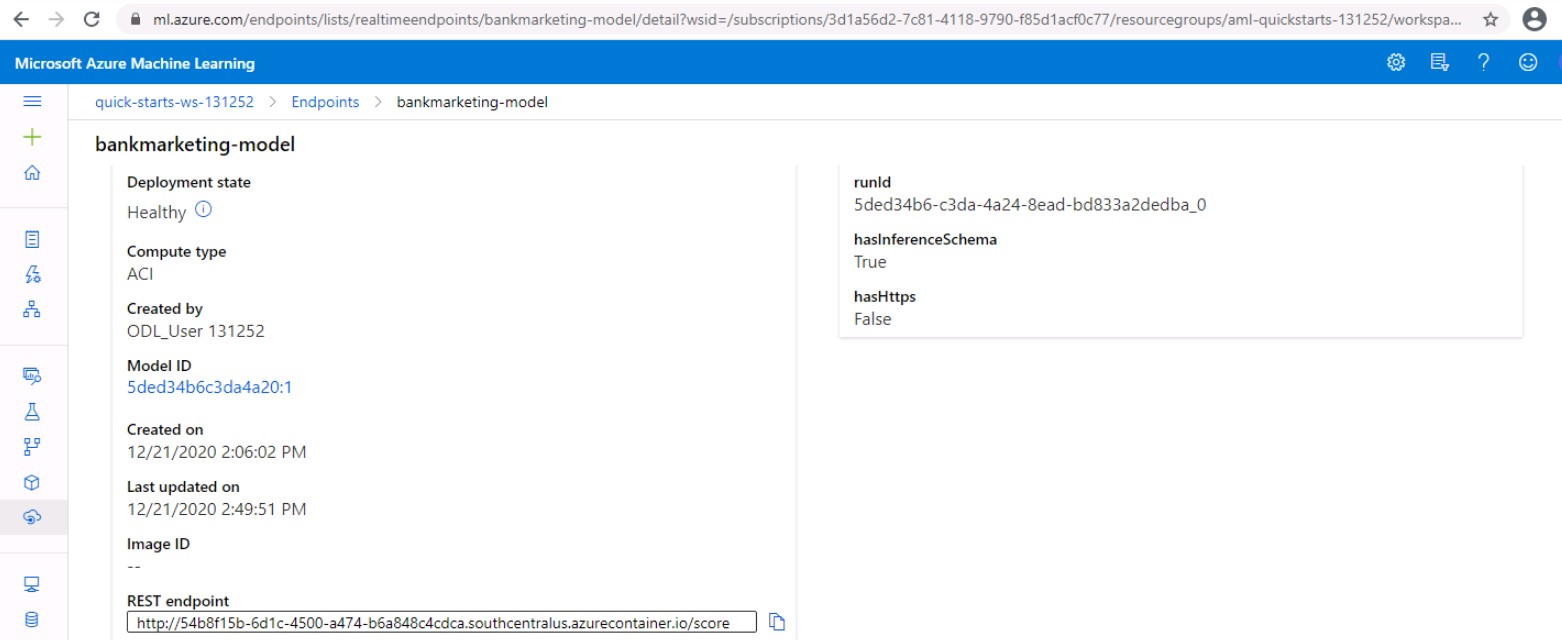 ml.azure.com/endpoints/lists/realtimeendpoints/bankmarketing-model/detail?wsid=/subscriptions/3d1a56d2-7c81-4118-9790-f85d1acf0c77/resourcegroups/aml-quickstarts-131252/workspa...
Microsoft Azure Machine Learning
quick-starts-ws-131252 > Endpoints > bankmarketing-model
bankmarketing-model
Deployment state
Healthy
Compute type
ACI
Created by
ODL_User 131252
Model ID
5ded34b6c3da4a20:1
Created on
12/21/2020 2:06:02 PM
Last updated on
12/21/2020 2:49:51 PM
Image ID
--
REST endpoint
http://54b8f15b-6d1c-4500-a474-b6a848c4cdca.southcentralus.azurecontainer.io/score
runId
5ded34b6-c3da-4a24-8ead-bd833a2dedba_0
hasInferenceSchema
True
hasHttps
False